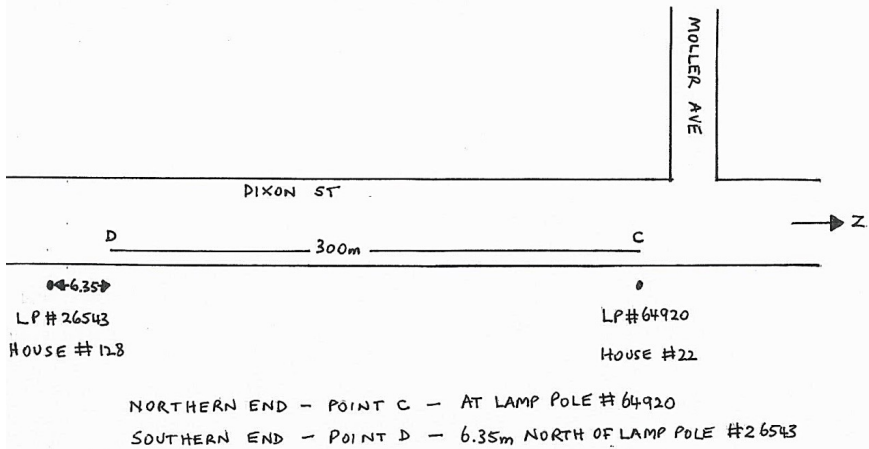 MOLLER AVE
DIXON ST
Z
D
300m
C
6.35
LP#26543
HOUSE #128
LP#64920
HOUSE #22
NORTHERN END - POINT C - AT LAMP POLE #64920
SOUTHERN END - POINT D - 6.35m NORTH OF LAMP POLE #26543